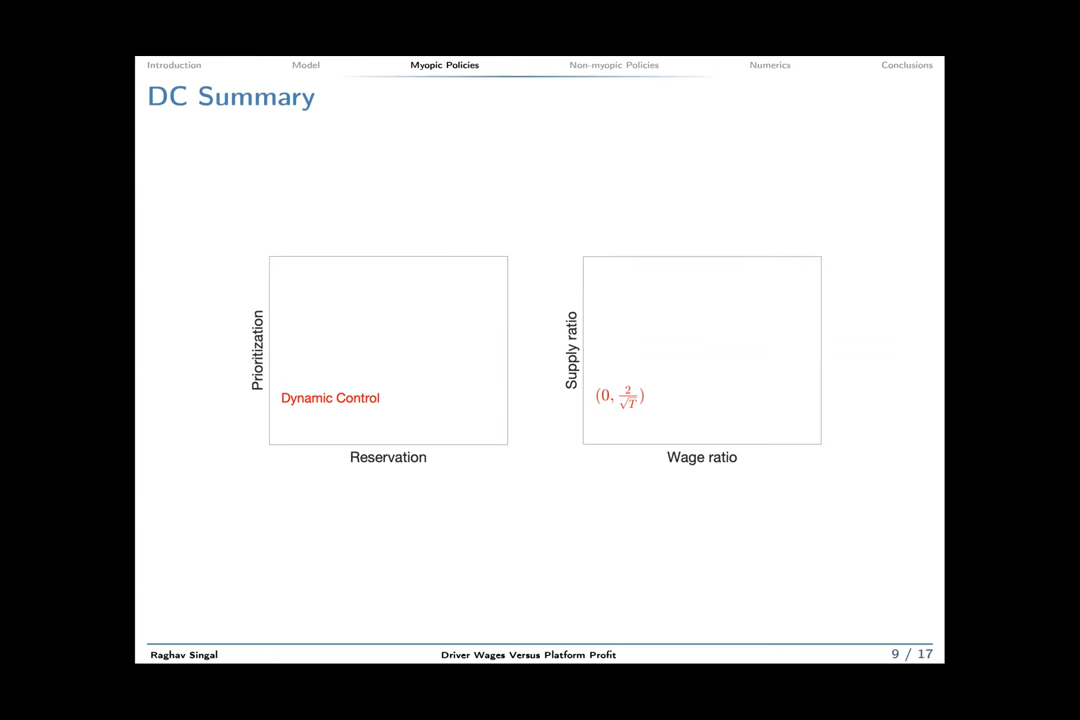 Introduction Model Myopic Policies Non-myopic Policies Numerics Conclusions
DC Summary
Prioritization
Dynamic Control
Reservation
Supply ratio
(0, 2/√T)
Wage ratio
Raghav Singal Driver Wages Versus Platform Profit 9 / 17